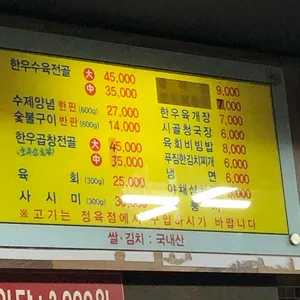 한우수육전골 大 45,000
中 35,000
수제양념 한판(600g) 27,000
숯불구이 반판(600g) 14,000
한우곱창전골 大 45,000
中 35,000
육 회 (300g) 25,000
사 시 미 (300g)
9,000
7,000
한우육개장 8,000
시골청국장 6,000
육회비빔밥 8,000
푸짐한김치찌개 6,000
냉 면 6,000
6,000
※고기는 정육점에서 구입하시기 바랍니다
쌀·김치 : 국내산